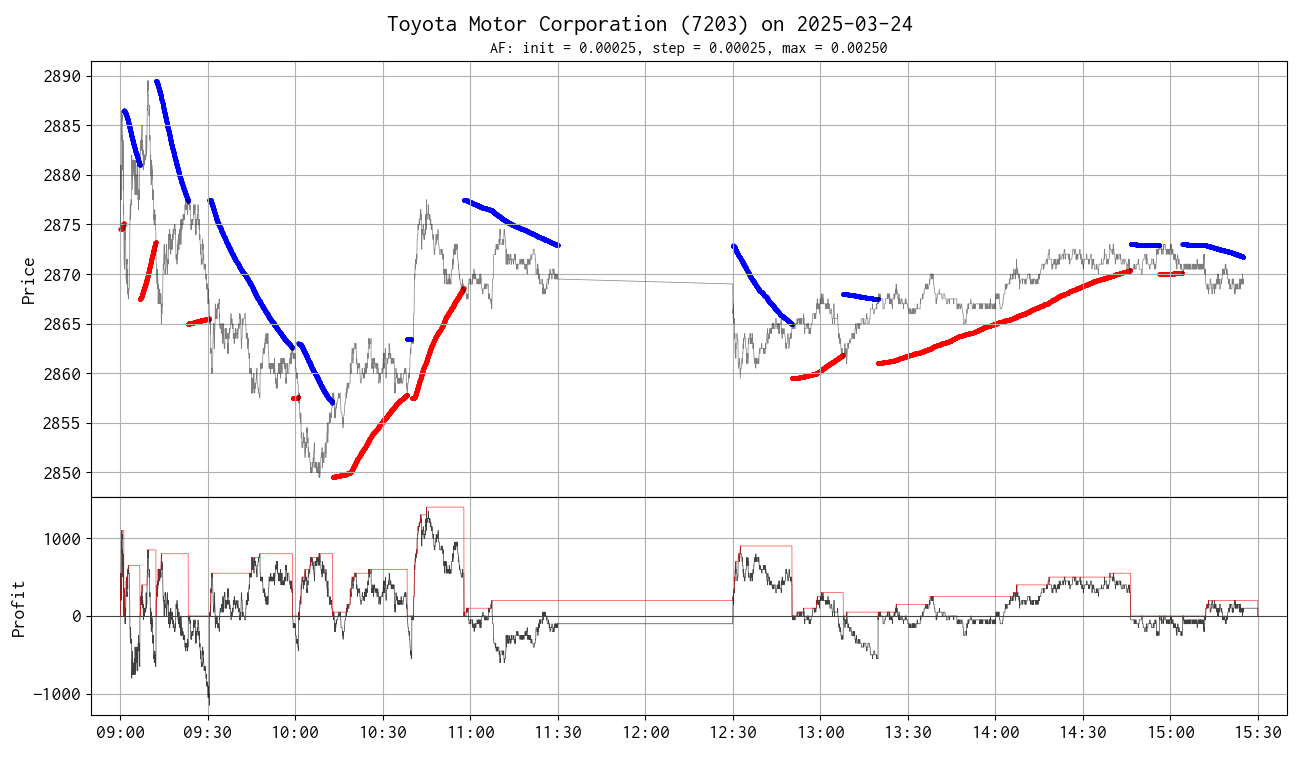 Toyota Motor Corporation (7203) on 2025-03-24
AF: init = 0.00025, step = 0.00025, max = 0.00250
Price
2890
2885
2880
2875
2870
2865
2860
2855
2850
Profit
1000
0
−1000
09:00 09:30 10:00 10:30 11:00 11:30 12:00 12:30 13:00 13:30 14:00 14:30 15:00 15:30